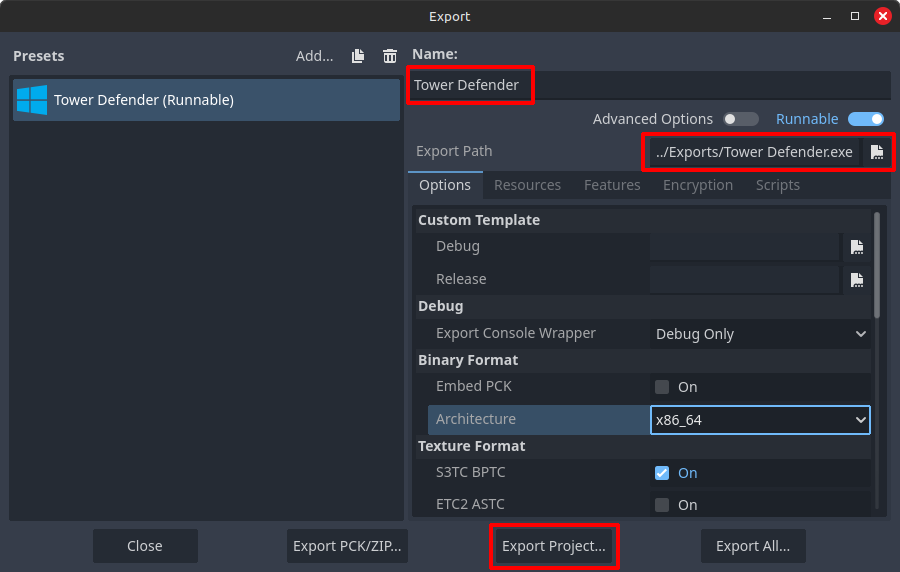 Export
Presets
Add...
Name:
Tower Defender (Runnable)
Tower Defender
Advanced Options
Runnable
Export Path
../Exports/Tower Defender.exe
Options Resources Features Encryption Scripts
Custom Template
Debug
Release
Debug
Export Console Wrapper Debug Only
Binary Format
Embed PCK On
Architecture x86_64
Texture Format
S3TC BPTC On
ETC2 ASTC On
Close Export PCK/ZIP... Export Project... Export All...